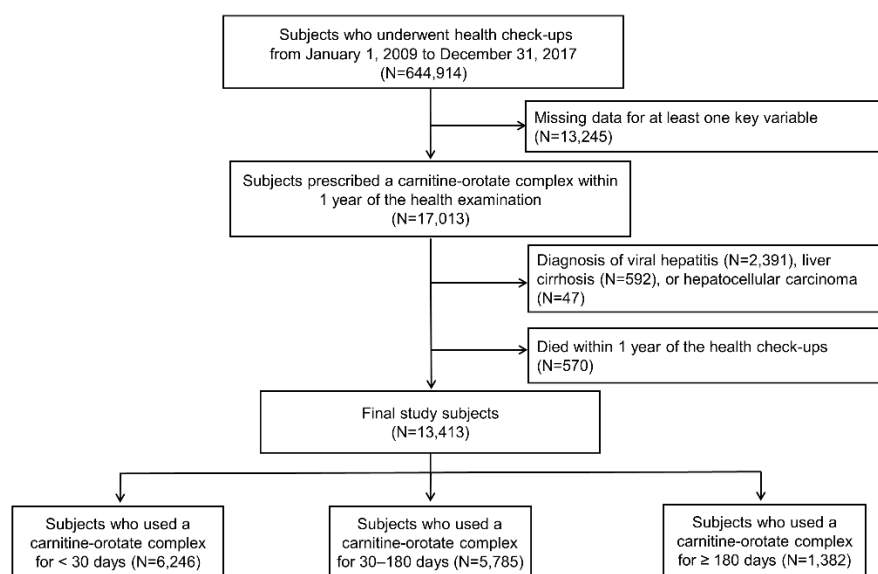 Subjects who underwent health check-ups
from January 1, 2009 to December 31, 2017
(N=644,914)
Missing data for at least one key variable
(N=13,245)
Subjects prescribed a carnitine-orotate complex within
1 year of the health examination
(N=17,013)
Diagnosis of viral hepatitis (N=2,391), liver
cirrhosis (N=592), or hepatocellular carcinoma
(N=47)
Died within 1 year of the health check-ups
(N=570)
Final study subjects
(N=13,413)
Subjects who used a
carnitine-orotate complex
for < 30 days (N=6,246)
Subjects who used a
carnitine-orotate complex
for 30–180 days (N=5,785)
Subjects who used a
carnitine-orotate complex
for ≥ 180 days (N=1,382)